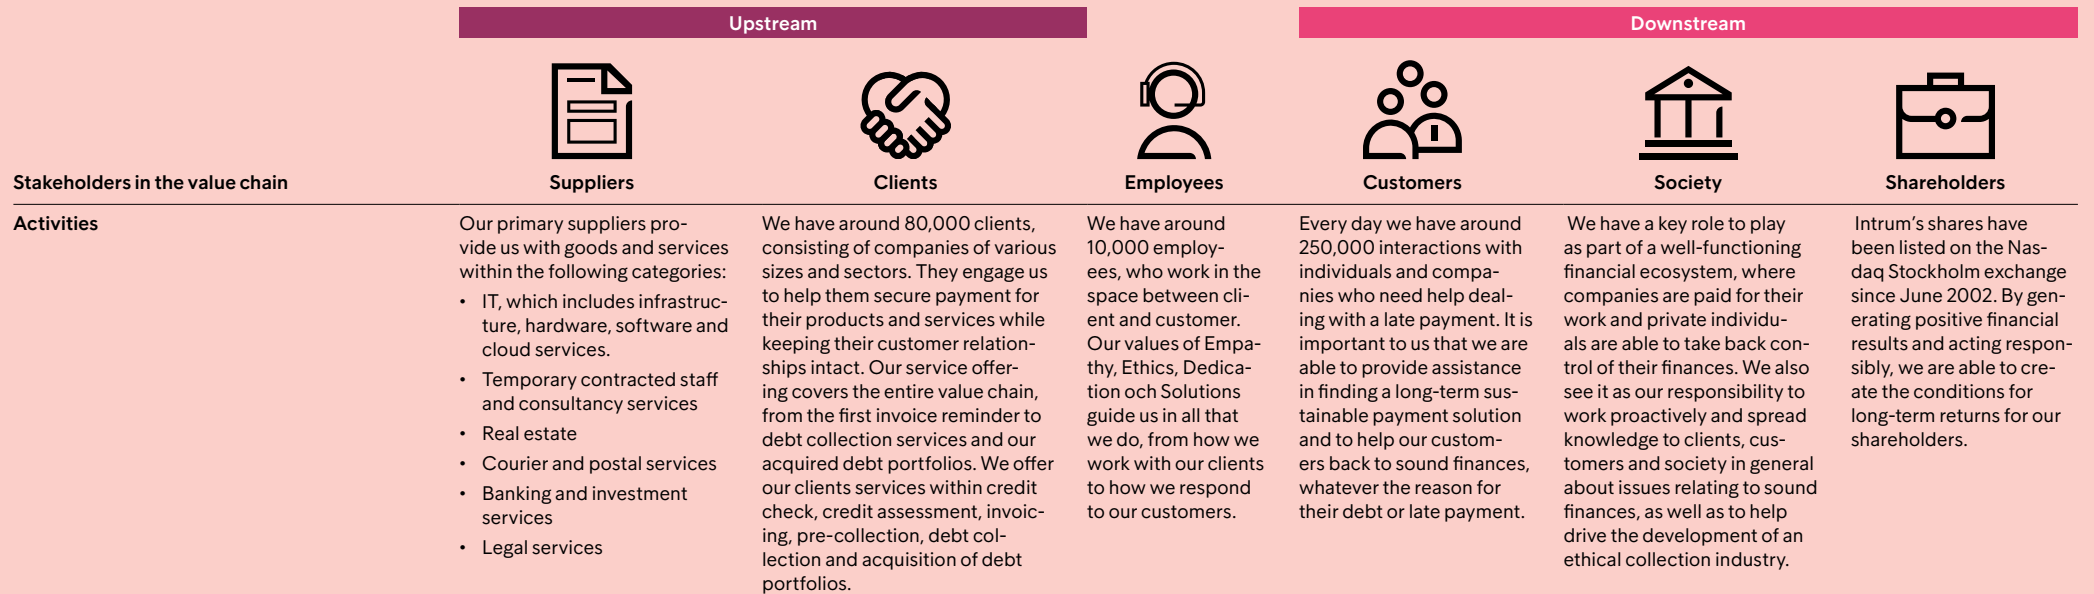 Upstream
Downstream
Stakeholders in the value chain
Suppliers
Clients
Employees
Customers
Society
Shareholders
Activities
Our primary suppliers pro-
vide us with goods and services
within the following categories:
• IT, which includes infrastruc-
ture, hardware, software and
cloud services.
• Temporary contracted staff
and consultancy services
• Real estate
• Courier and postal services
• Banking and investment
services
• Legal services
We have around 80,000 clients,
consisting of companies of various
sizes and sectors. They engage us
to help them secure payment for
their products and services while
keeping their customer relation-
ships intact. Our service offer-
ing covers the entire value chain,
from the first invoice reminder to
debt collection services and our
acquired debt portfolios. We offer
our clients services within credit
check, credit assessment, invoic-
ing, pre-collection, debt col-
lection and acquisition of debt
portfolios.
We have around
10,000 employ-
ees, who work in the
space between cli-
ent and customer.
Our values of Empa-
thy, Ethics, Dedica-
tion och Solutions
guide us in all that
we do, from how we
work with our clients
to how we respond
to our customers.
Every day we have around
250,000 interactions with
individuals and compa-
nies who need help deal-
ing with a late payment. It is
important to us that we are
able to provide assistance
in finding a long-term sus-
tainable payment solution
and to help our custom-
ers back to sound finances,
whatever the reason for
their debt or late payment.
We have a key role to play
as part of a well-functioning
financial ecosystem, where
companies are paid for their
work and private individu-
als are able to take back con-
trol of their finances. We also
see it as our responsibility to
work proactively and spread
knowledge to clients, cus-
tomers and society in general
about issues relating to sound
finances, as well as to help
drive the development of an
ethical collection industry.
Intrum's shares have
been listed on the Nas-
daq Stockholm exchange
since June 2002. By gen-
erating positive financial
results and acting respon-
sibly, we are able to cre-
ate the conditions for
long-term returns for our
shareholders.